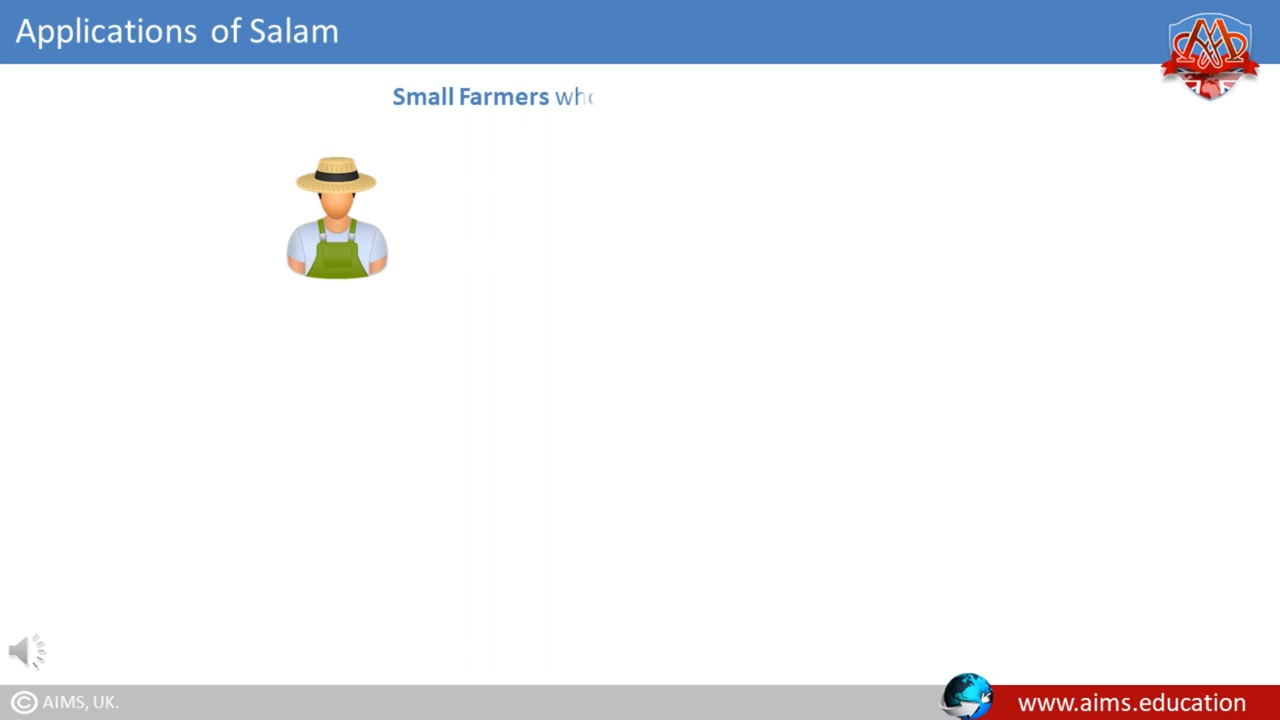 Applications of Salam
Small Farmers who
© AIMS, UK.
www.aims.education